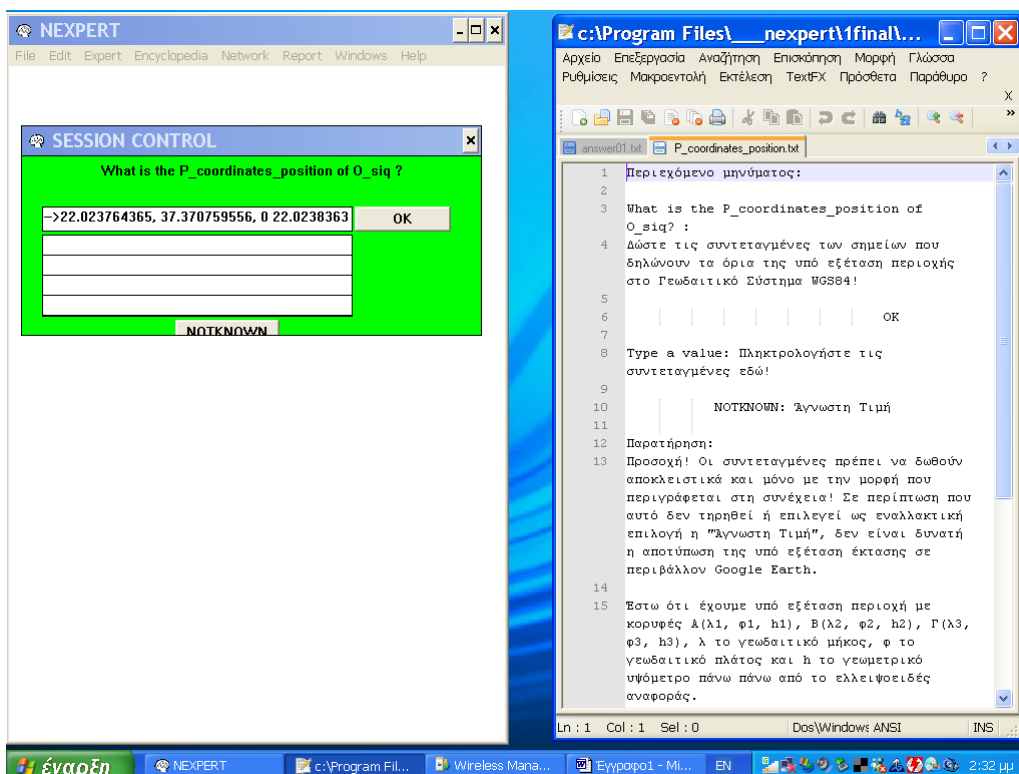 NEXPERT
File Edit Expert Encyclopedia Network Report Windows Help
SESSION CONTROL
What is the P_coordinates_position of O_siq ?
->22.023764365, 37.370759556, 0 22.0238363
OK
NOTKNOWN
c:\Program Files\___nexpert\1final\...
Αρχείο Επεξεργασία Αναζήτηση Επισκόπηση Μορφή Γλώσσα
Ρυθμίσεις Μακροεντολή Εκτέλεση TextFX Πρόσθετα Παράθυρο ?
X
»
answer01.txt P_coordinates_position.txt
1 Περιεχόμενο μηνύματος:
2
3 What is the P_coordinates_position of
O_siq? :
4 Δώστε τις συντεταγμένες των σημείων που
δηλώνουν τα όρια της υπό εξέταση περιοχής
στο Γεωδαιτικό Σύστημα WGS84!
5
6 OK
7
8 Type a value: Πληκτρολογήστε τις
συντεταγμένες εδώ!
9
10 NOTKNOWN: Άγνωστη Τιμή
11
12 Παρατήρηση:
13 Προσοχή! Οι συντεταγμένες πρέπει να δωθούν
αποκλειστικά και μόνο με την μορφή που
περιγράφεται στη συνέχεια! Σε περίπτωση που
αυτό δεν τηρηθεί ή επιλεγεί ως εναλλακτική
επιλογή η "Άγνωστη Τιμή", δεν είναι δυνατή
η αποτύπωση της υπό εξέταση έκτασης σε
περιβάλλον Google Earth.
14
15 Έστω ότι έχουμε υπό εξέταση περιοχή με
κορυφές Α(λ1, φ1, h1), Β(λ2, φ2, h2), Γ(λ3,
φ3, h3), λ το γεωδαιτικό μήκος, φ το
γεωδαιτικό πλάτος και h το γεωμετρικό
υψόμετρο πάνω πάνω από το ελλειψοειδές
αναφοράς.
Ln : 1 Col : 1 Sel : 0 Dos\Windows ANSI INS
έναρξη NEXPERT c:\Program Fil... Wireless Mana... Έγγραφο1 - Mi... EN 2:32 μμ